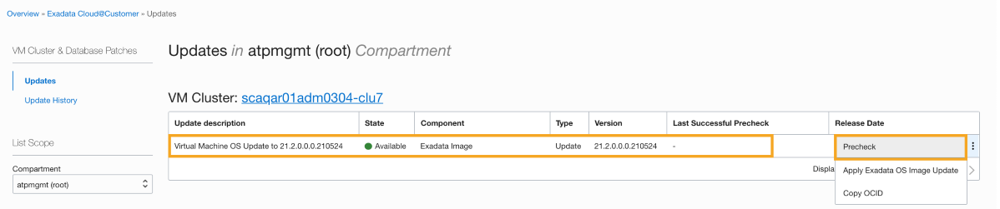 Overview » Exadata Cloud@Customer » Updates
VM Cluster & Database Patches
Updates
Update History
List Scope
Compartment
atpmgmt (root)
Updates in atpmgmt (root) Compartment
VM Cluster: scaqar01adm0304-clu7
Update description State Component Type Version Last Successful Precheck Release Date
Virtual Machine OS Update to 21.2.0.0.0.210524 Available Exadata Image Update 21.2.0.0.0.210524 -
Precheck
Apply Exadata OS Image Update
Copy OCID